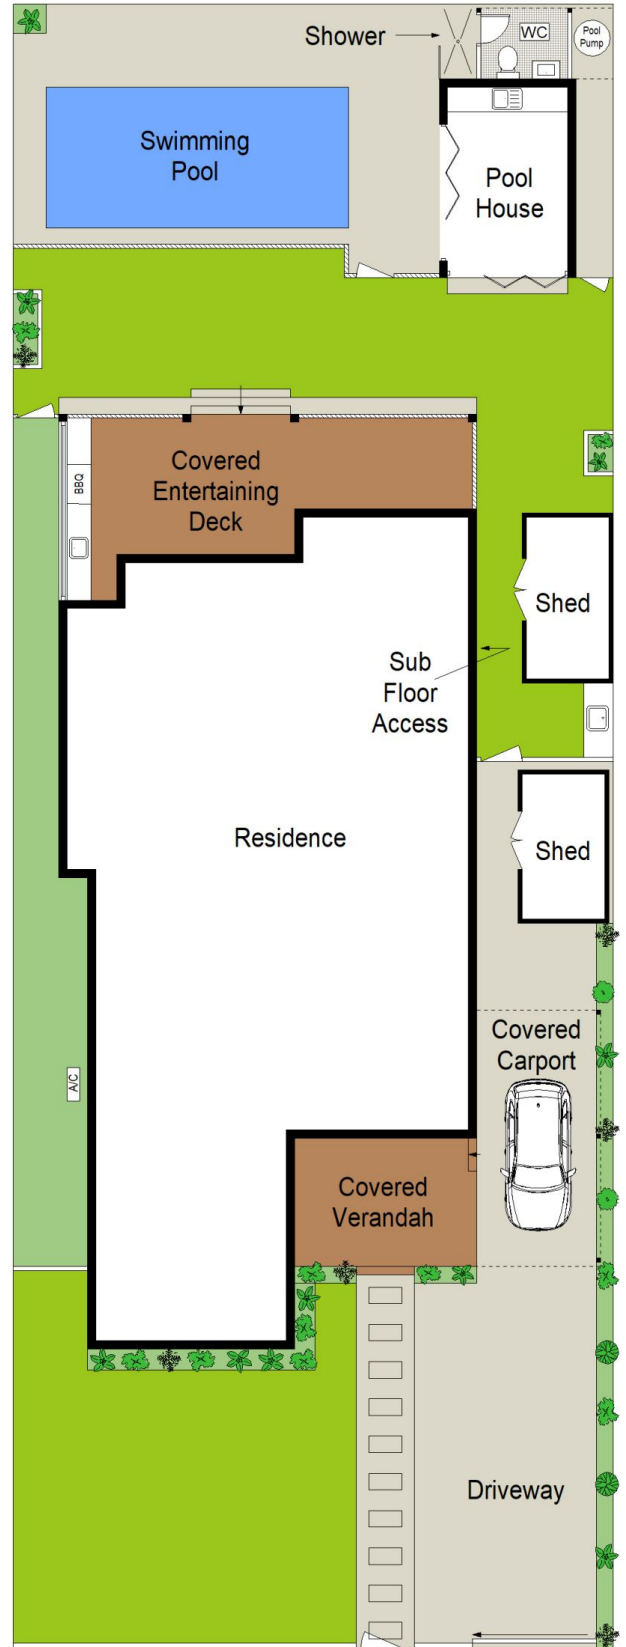 Shower
WC
Pool
Pump
Swimming
Pool
Pool
House
Covered
Entertaining
Deck
BBQ
Shed
Sub
Floor
Access
Residence
Shed
Covered
Carport
A/C
Covered
Verandah
Driveway